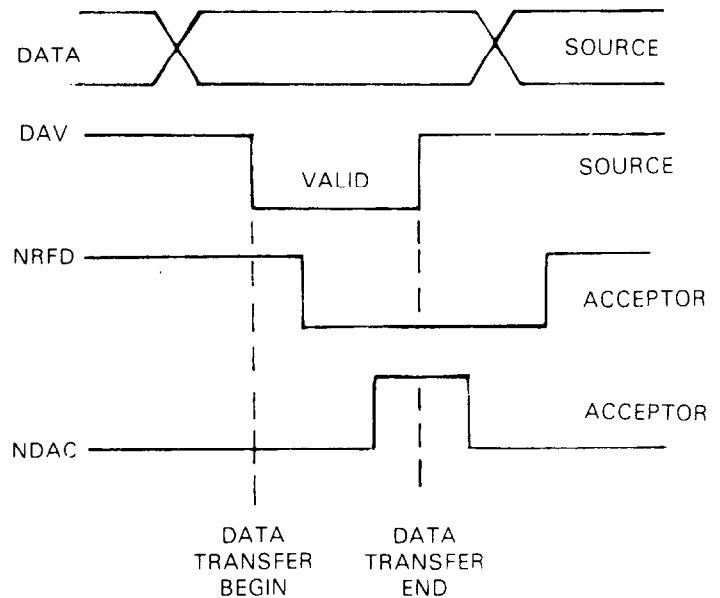 DATA
SOURCE
DAV
VALID
SOURCE
NRFD
ACCEPTOR
ACCEPTOR
NDAC
DATA
TRANSFER
BEGIN
DATA
TRANSFER
END